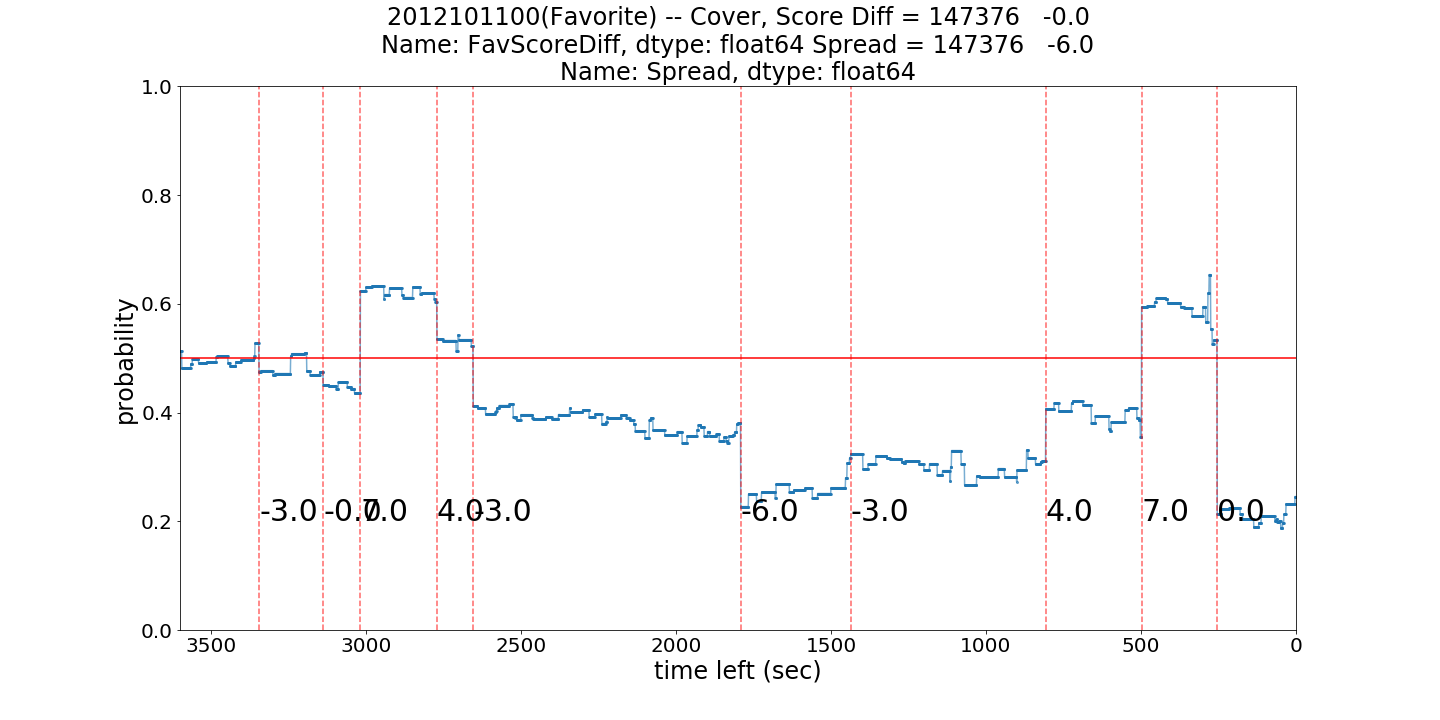 2012101100(Favorite) -- Cover, Score Diff = 147376   -0.0
Name: FavScoreDiff, dtype: float64 Spread = 147376   -6.0
Name: Spread, dtype: float64
probability
1.0
0.8
0.6
0.4
0.2
0.0
-3.0 -0.0 7.0 4.0 -3.0 -6.0 -3.0 4.0 7.0 0.0
3500 3000 2500 2000 1500 1000 500 0
time left (sec)